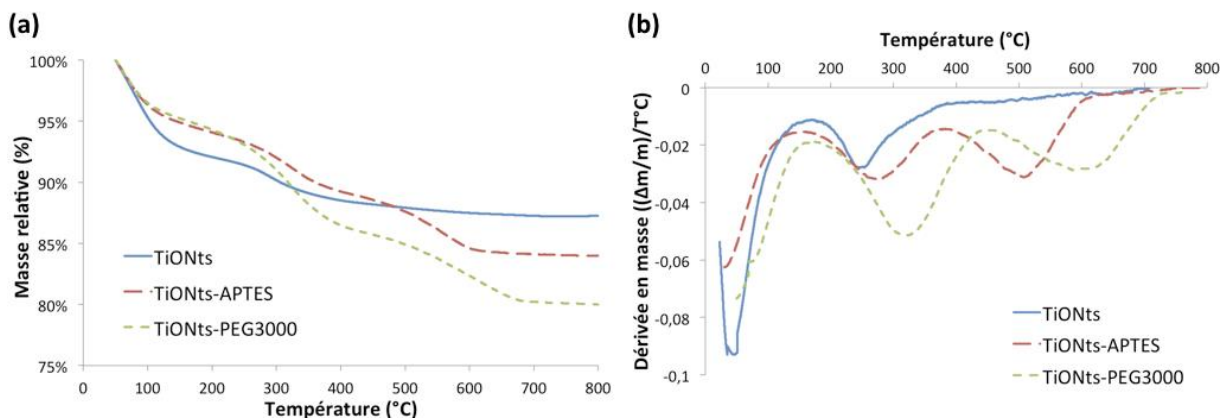 (a)
100%
95%
90%
85%
80%
75%
Masse relative (%)
TiONts
TiONts-APTES
TiONts-PEG3000
0 100 200 300 400 500 600 700 800
Température (°C)
(b)
Température (°C)
0 100 200 300 400 500 600 700 800
0
-0,02
-0,04
-0,06
-0,08
-0,1
Dérivée en masse ((Δm/m)/T°C)
TiONts
TiONts-APTES
TiONts-PEG3000